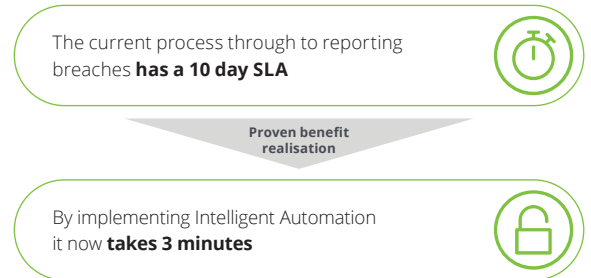 The current process through to reporting
breaches has a 10 day SLA
Proven benefit
realisation
By implementing Intelligent Automation
it now takes 3 minutes